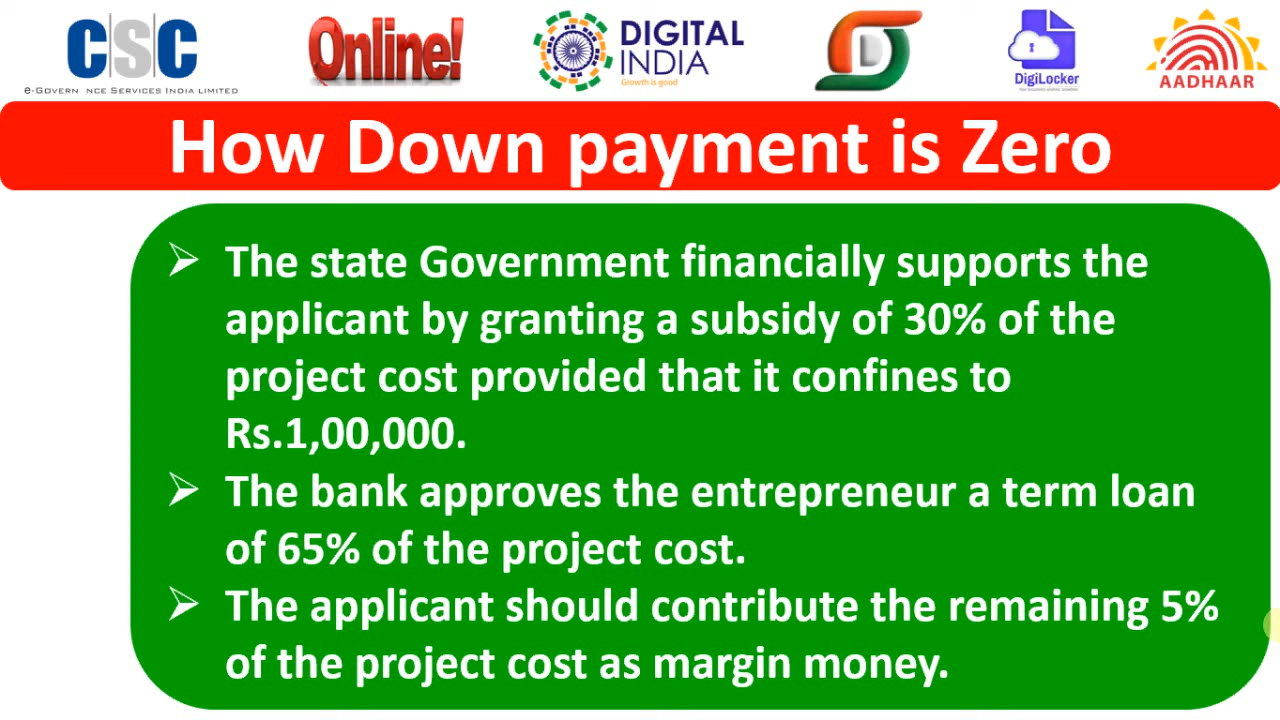 CSC
e-Govern nce Services India Limited
Online!
DIGITAL
INDIA
Growth is good
DigiLocker
AADHAAR
How Down payment is Zero
➢ The state Government financially supports the
applicant by granting a subsidy of 30% of the
project cost provided that it confines to
Rs.1,00,000.
➢ The bank approves the entrepreneur a term loan
of 65% of the project cost.
➢ The applicant should contribute the remaining 5%
of the project cost as margin money.